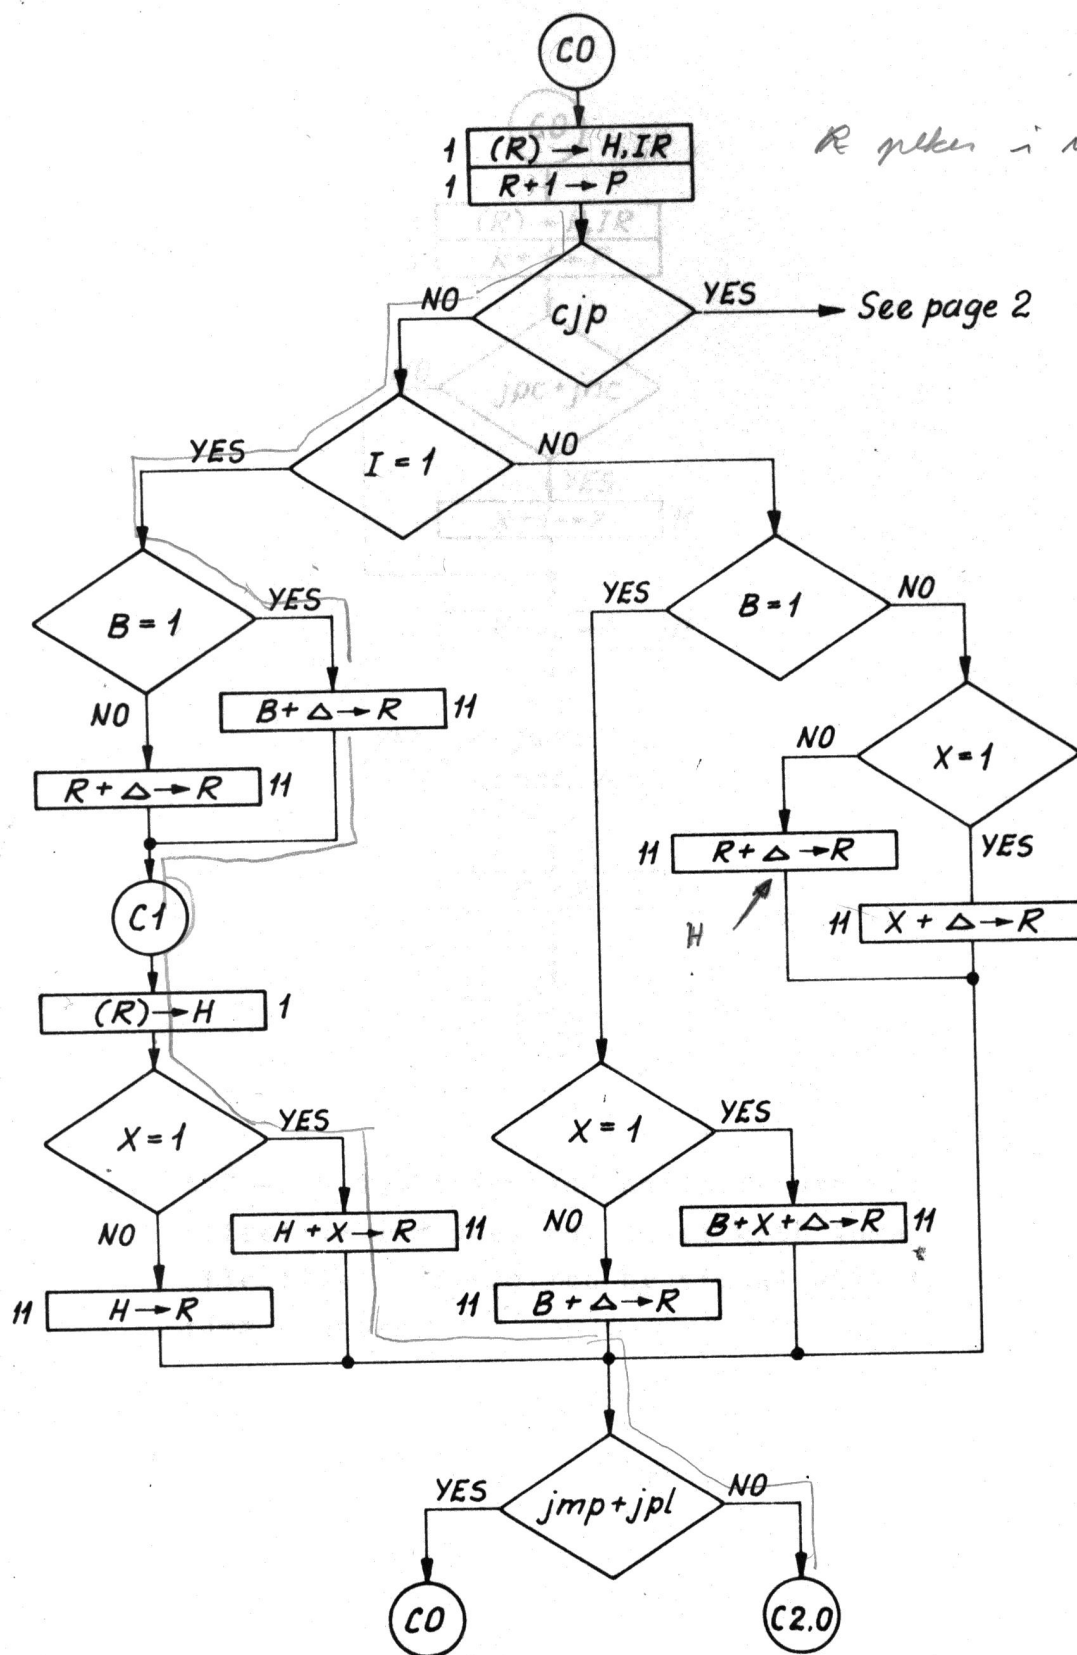 C0
1 (R) → H, IR
1 R+1 → P
R i
NO cjp YES See page 2
YES I = 1 NO
B = 1 YES
YES B=1 NO
NO B+ Δ → R 11
NO X=1
R + Δ → R 11
11 R+ Δ → R YES
C1
H 11 X + Δ → R
(R) → H 1
X = 1 YES
X = 1 YES
NO H + X → R 11
NO B+X+Δ→R 11
11 H → R
11 B + Δ → R
YES jmp+jpl NO
C0 C2.0